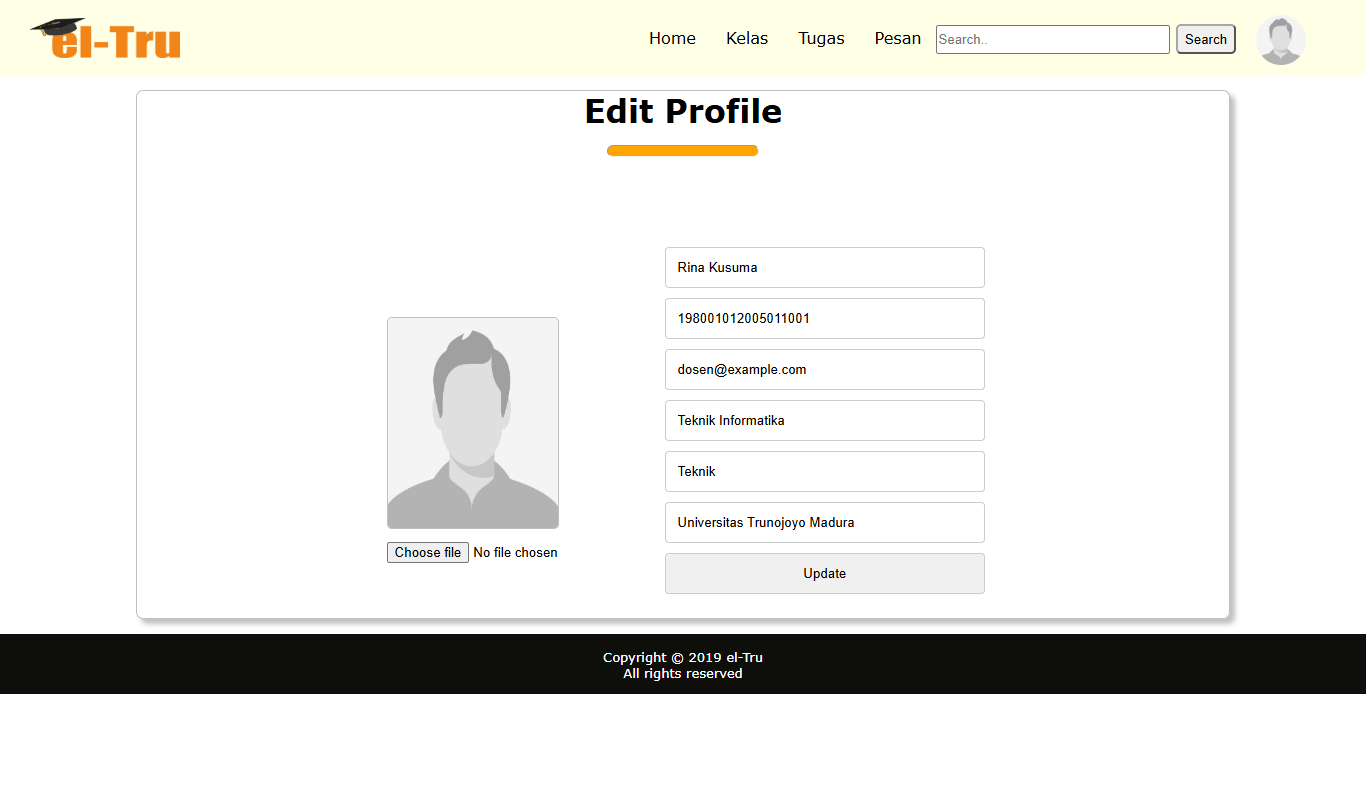 el-Tru
Home Kelas Tugas Pesan Search.. Search
Edit Profile
Rina Kusuma
198001012005011001
dosen@example.com
Teknik Informatika
Teknik
Universitas Trunojoyo Madura
Choose file No file chosen
Update
Copyright © 2019 el-Tru
All rights reserved